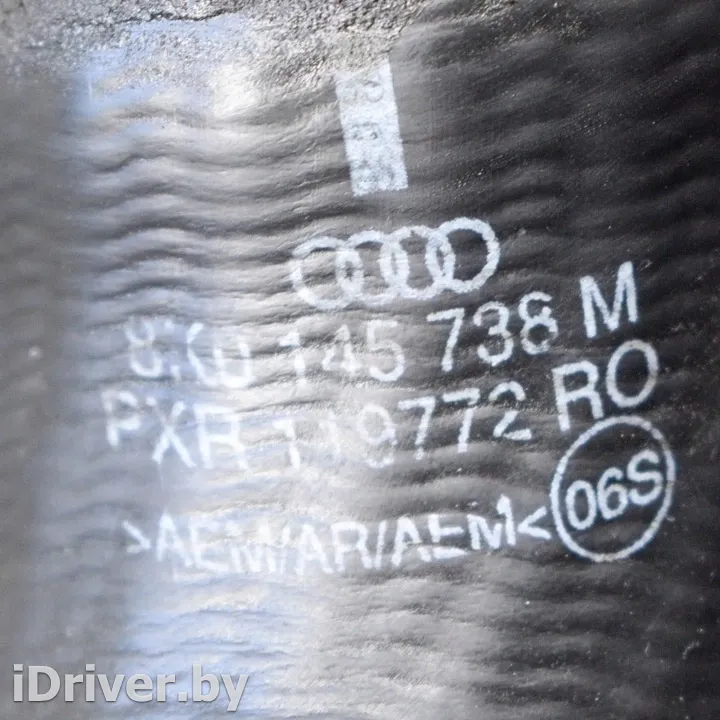 8K0 145 738 M
PXR 119772 RO
>AEM/AR/AEM<
06S
iDriver.by